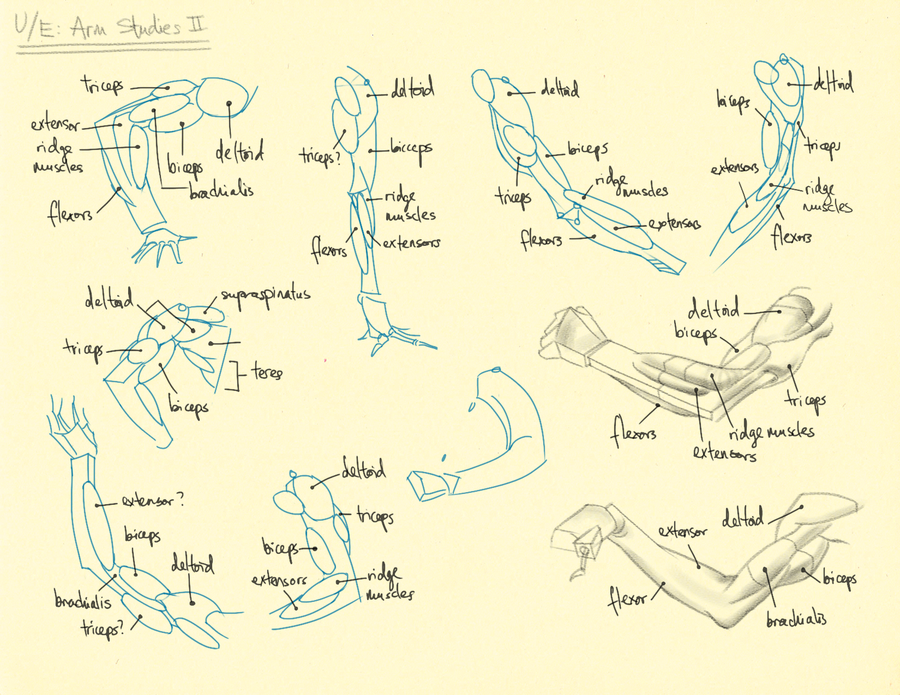 U/E: Arm Studies II
triceps
extensor
ridge
muscles
flexors
biceps
deltoid
brachialis
deltoid
triceps?
bicceps
ridge
muscles
flexors
extensors
deltoid
biceps
triceps
ridge
muscles
flexors
extensors
deltoid
biceps
triceps
extensors
ridge
muscles
flexors
deltoid
supraspinatus
triceps
teres
biceps
deltoid
biceps
triceps
flexors
ridge muscles
extensors
extensor?
biceps
deltoid
brachialis
triceps?
deltoid
triceps
biceps
extensors
ridge
muscles
deltoid
extensor
flexor
biceps
brachialis